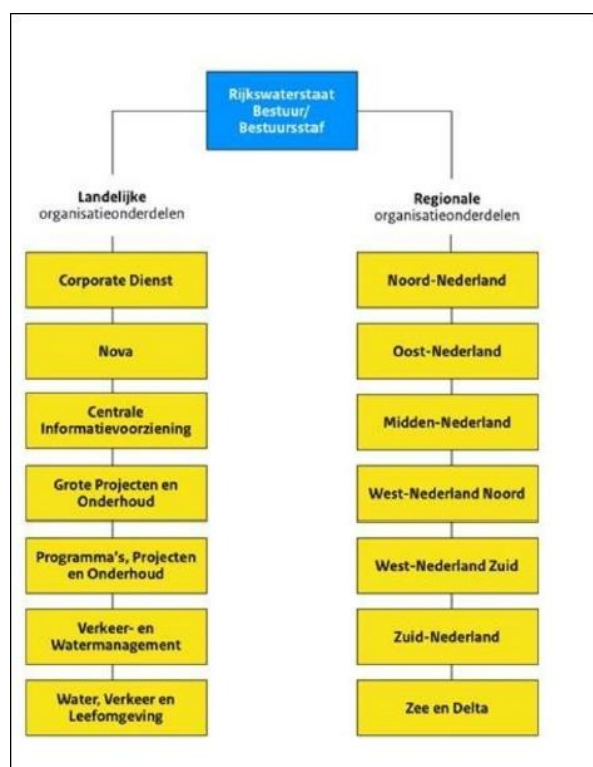 Rijkswaterstaat
Bestuur/
Bestuursstaf
Landelijke
organisatieonderdelen
Corporate Dienst
Nova
Centrale
Informatievoorziening
Grote Projecten en
Onderhoud
Programma's, Projecten
en Onderhoud
Verkeer- en
Watermanagement
Water, Verkeer en
Leefomgeving
Regionale
organisatieonderdelen
Noord-Nederland
Oost-Nederland
Midden-Nederland
West-Nederland Noord
West-Nederland Zuid
Zuid-Nederland
Zee en Delta